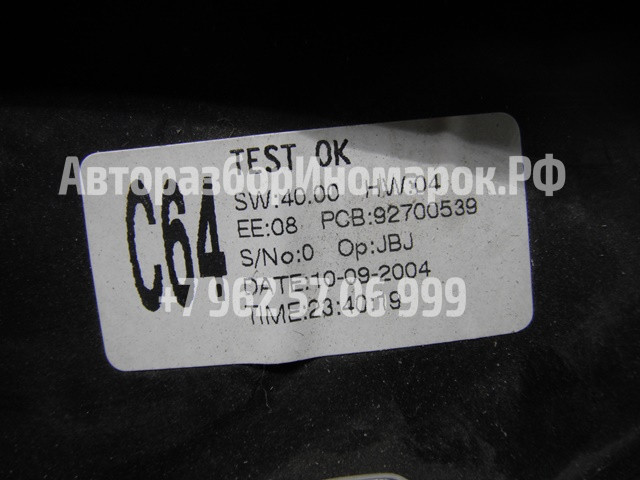 TEST OK
АвторазборИномарок.РФ
C64
SW:40.00 HW:04
EE:08 PCB:92700539
S/No:0 Op:JBJ
DATE:10-09-2004
+7 962 57 06 999
TIME:23:40:19